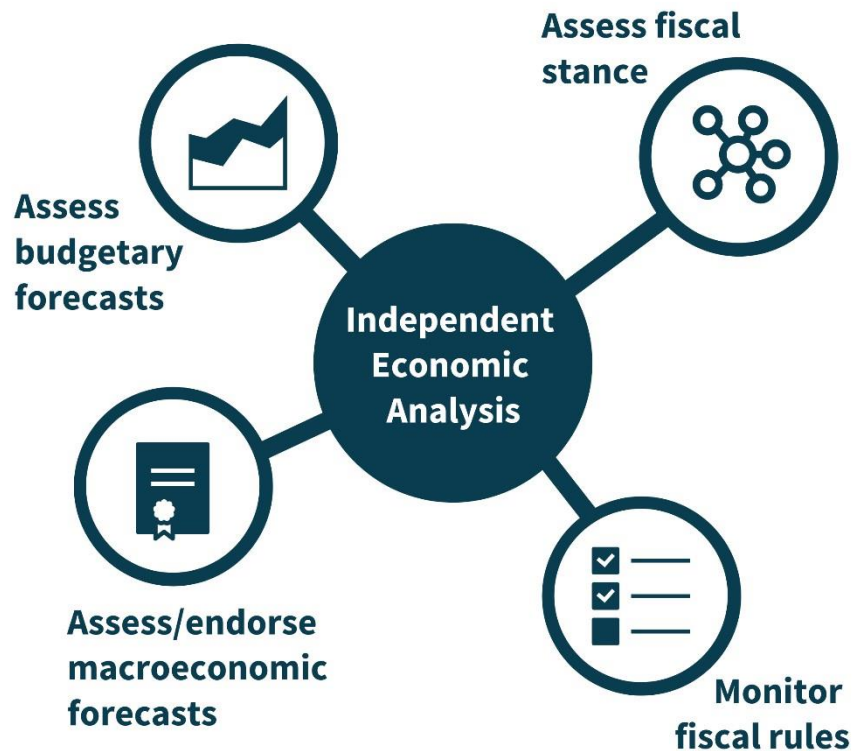 Assess fiscal
stance
Assess
budgetary
forecasts
Independent
Economic
Analysis
Assess/endorse
macroeconomic
forecasts
Monitor
fiscal rules